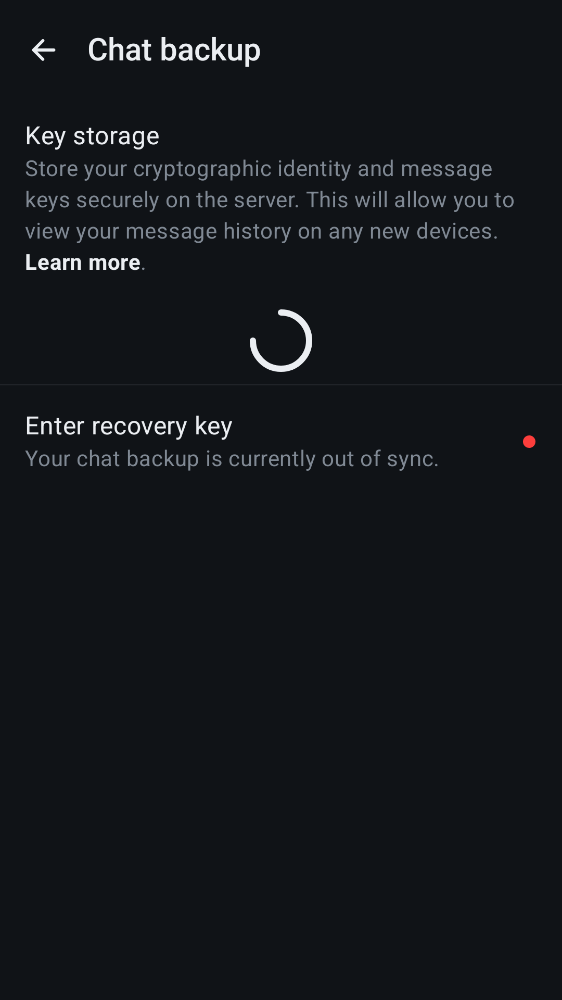 Chat backup
Key storage
Store your cryptographic identity and message
keys securely on the server. This will allow you to
view your message history on any new devices.
Learn more.
Enter recovery key
Your chat backup is currently out of sync.